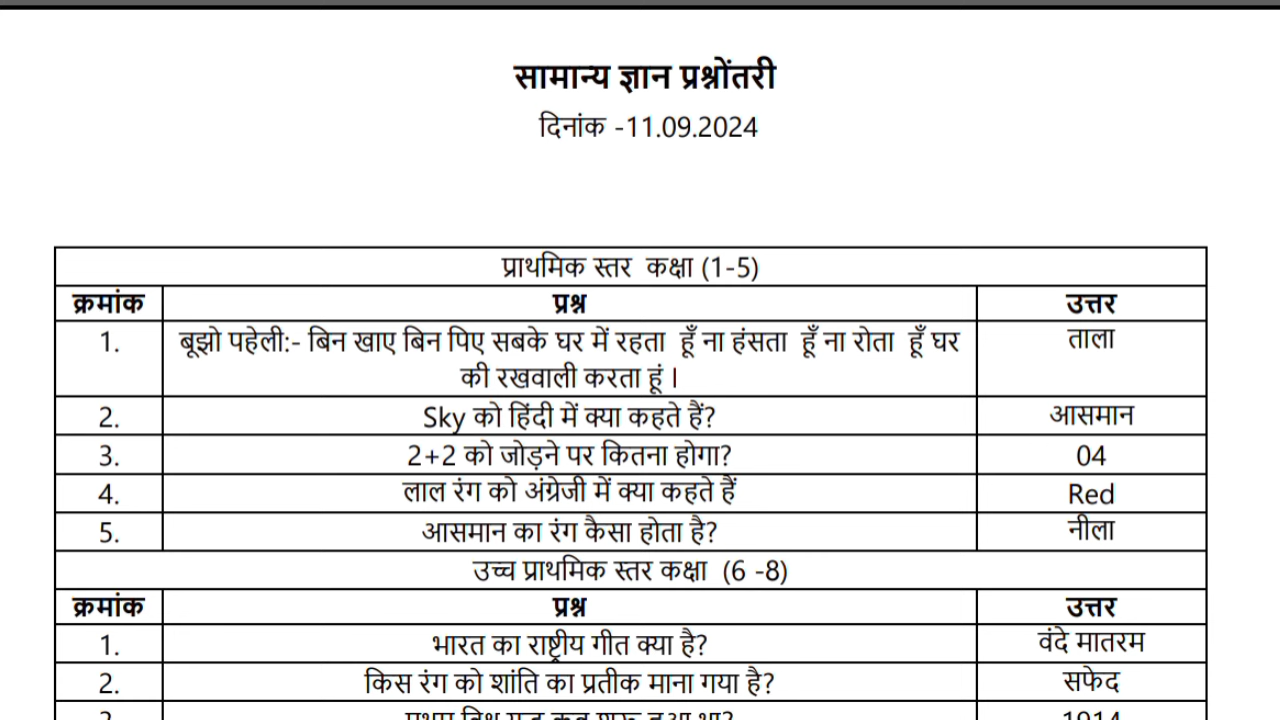 सामान्य ज्ञान प्रश्नोंतरी
दिनांक -11.09.2024
प्राथमिक स्तर कक्षा (1-5)
क्रमांक प्रश्न उत्तर
1. बूझो पहेली:- बिन खाए बिन पिए सबके घर में रहता हूँ ना हंसता हूँ ना रोता हूँ घर ताला
की रखवाली करता हूं ।
2. Sky को हिंदी में क्या कहते हैं? आसमान
3. 2+2 को जोड़ने पर कितना होगा? 04
4. लाल रंग को अंग्रेजी में क्या कहते हैं Red
5. आसमान का रंग कैसा होता है? नीला
उच्च प्राथमिक स्तर कक्षा (6 -8)
क्रमांक प्रश्न उत्तर
1. भारत का राष्ट्रीय गीत क्या है? वंदे मातरम
2. किस रंग को शांति का प्रतीक माना गया है? सफेद